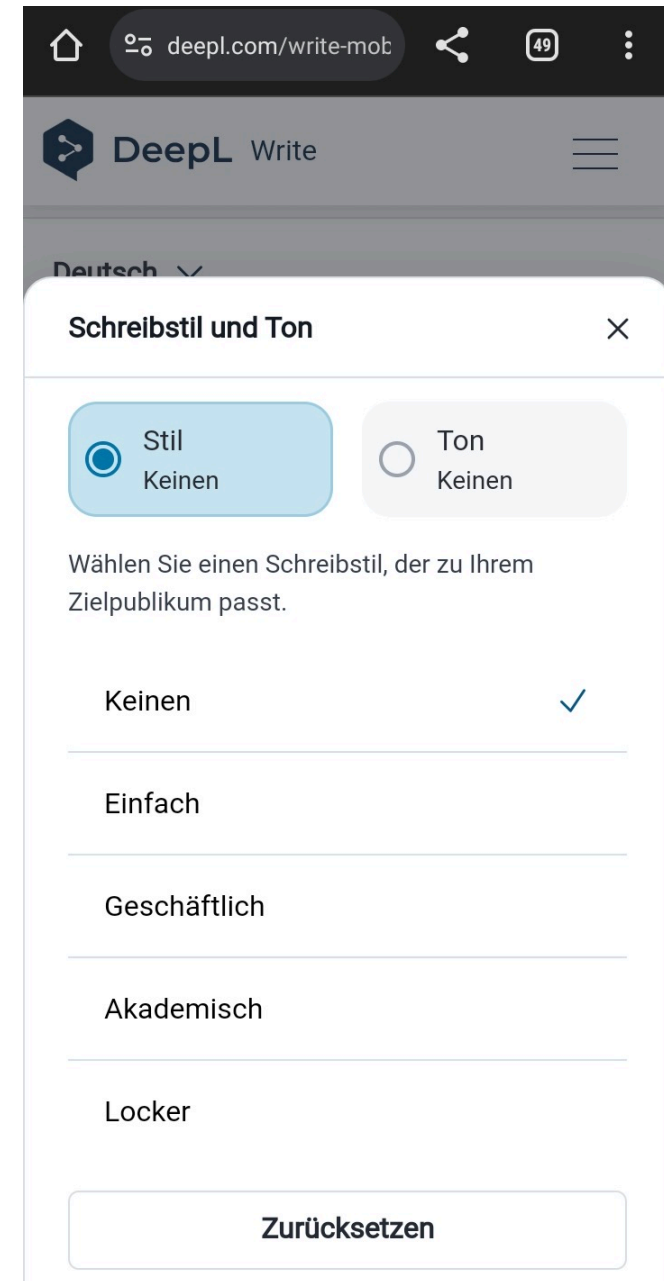 deepl.com/write-mob
49
DeepL Write
Deutsch
Schreibstil und Ton
Stil
Keinen
Ton
Keinen
Wählen Sie einen Schreibstil, der zu Ihrem
Zielpublikum passt.
Keinen
Einfach
Geschäftlich
Akademisch
Locker
Zurücksetzen